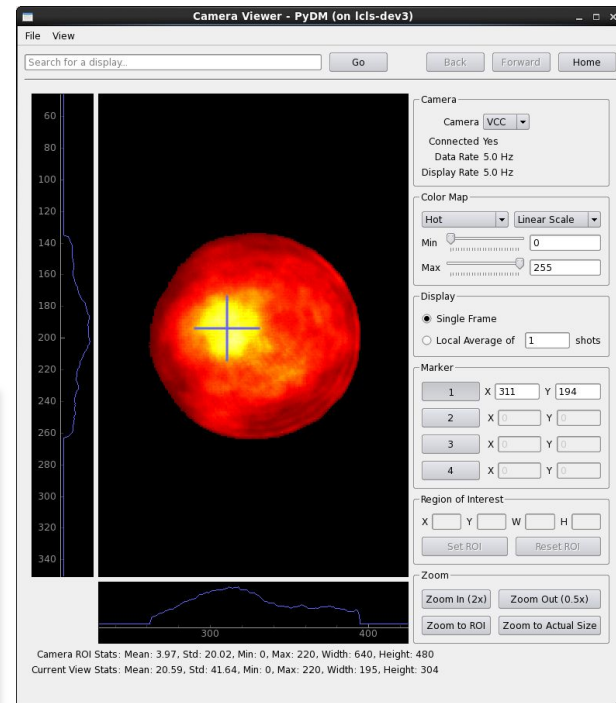 Camera Viewer - PyDM (on lcls-dev3)
File View
Search for a display.. Go Back Forward Home
60
80
100
120
140
160
180
200
220
240
260
280
300
320
340
300 400
Camera
Camera VCC
Connected Yes
Data Rate 5.0 Hz
Display Rate 5.0 Hz
Color Map
Hot Linear Scale
Min 0
Max 255
Display
Single Frame
Local Average of 1 shots
Marker
1 X 311 Y 194
2 X 0 Y 0
3 X 0 Y 0
4 X 0 Y 0
Region of Interest
X Y W H
Set ROI Reset ROI
Zoom
Zoom In (2x) Zoom Out (0.5x)
Zoom to ROI Zoom to Actual Size
Camera ROI Stats: Mean: 3.97, Std: 20.02, Min: 0, Max: 220, Width: 640, Height: 480
Current View Stats: Mean: 20.59, Std: 41.64, Min: 0, Max: 220, Width: 195, Height: 304